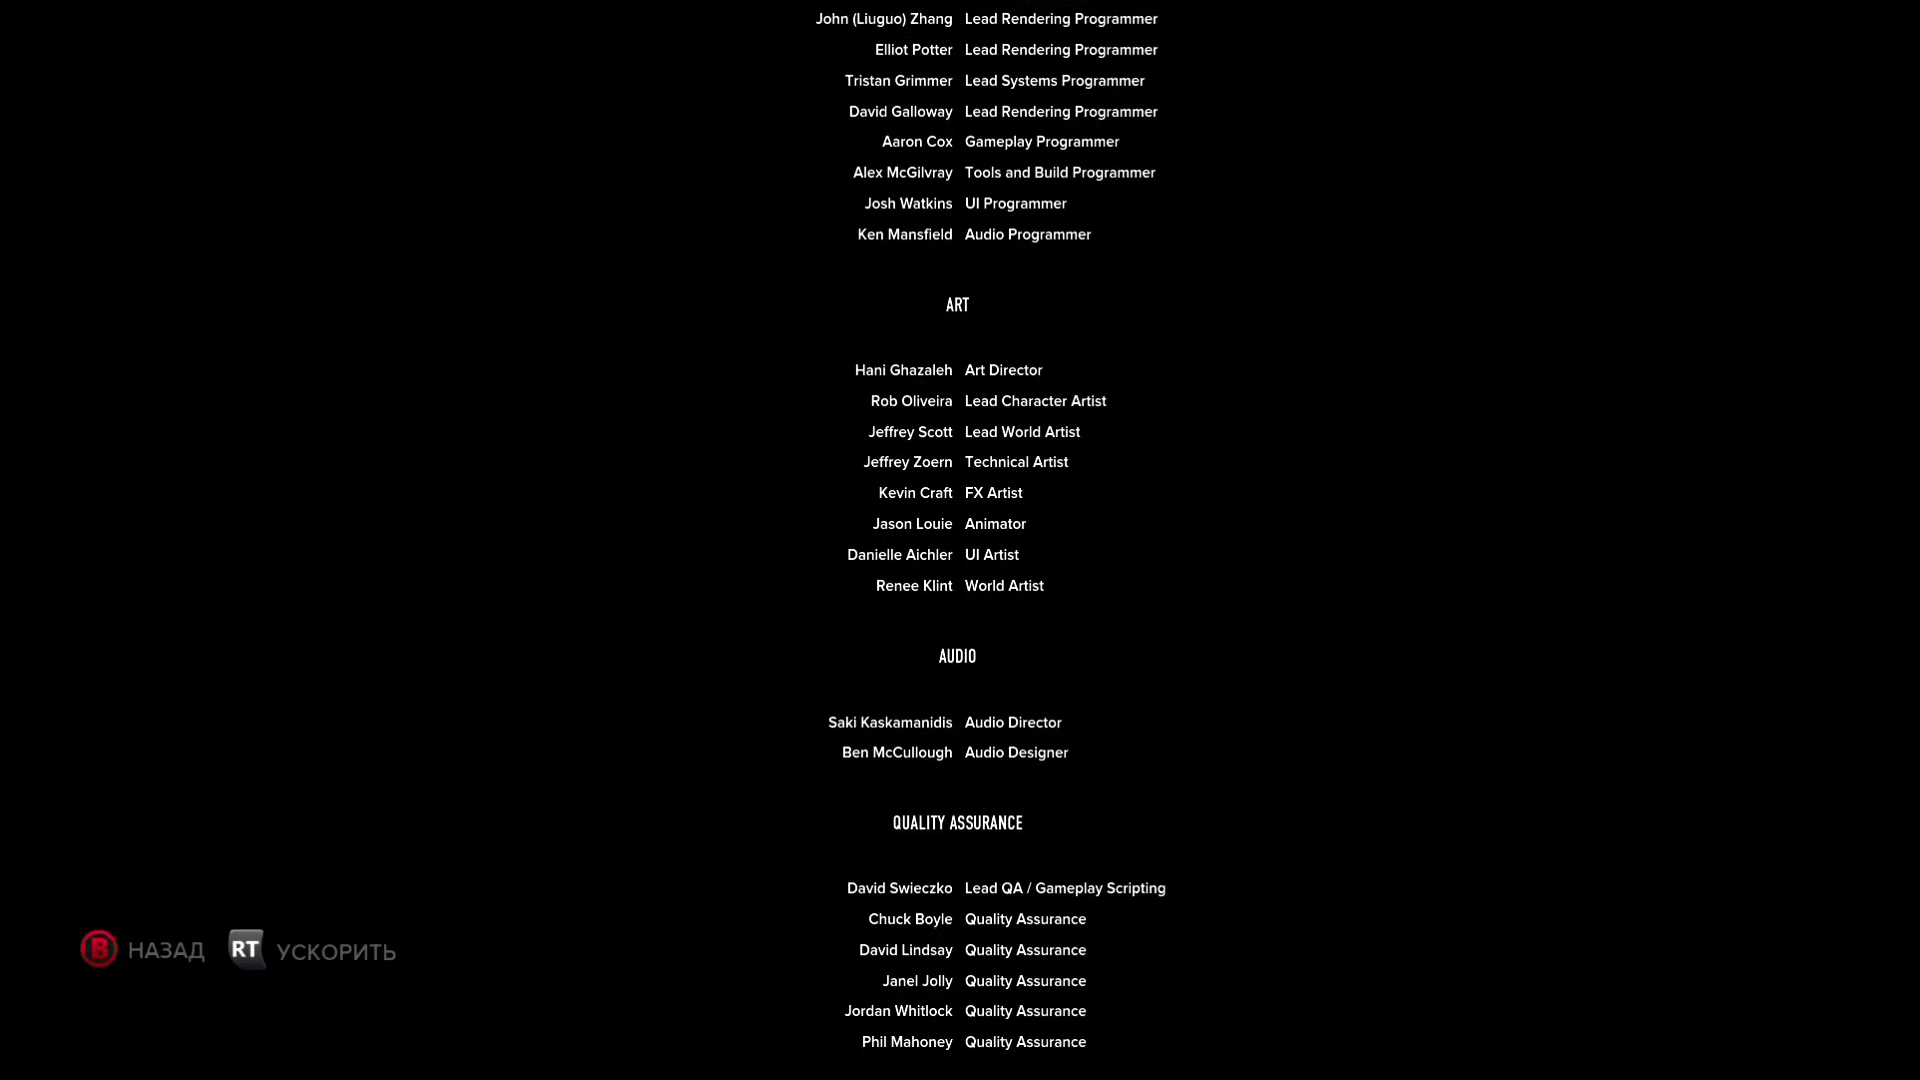 John (Liuguo) Zhang Lead Rendering Programmer
Elliot Potter Lead Rendering Programmer
Tristan Grimmer Lead Systems Programmer
David Galloway Lead Rendering Programmer
Aaron Cox Gameplay Programmer
Alex McGilvray Tools and Build Programmer
Josh Watkins UI Programmer
Ken Mansfield Audio Programmer
ART
Hani Ghazaleh Art Director
Rob Oliveira Lead Character Artist
Jeffrey Scott Lead World Artist
Jeffrey Zoern Technical Artist
Kevin Craft FX Artist
Jason Louie Animator
Danielle Aichler UI Artist
Renee Klint World Artist
AUDIO
Saki Kaskamanidis Audio Director
Ben McCullough Audio Designer
QUALITY ASSURANCE
David Swieczko Lead QA / Gameplay Scripting
Chuck Boyle Quality Assurance
David Lindsay Quality Assurance
Janel Jolly Quality Assurance
Jordan Whitlock Quality Assurance
Phil Mahoney Quality Assurance
B НАЗАД RT УСКОРИТЬ